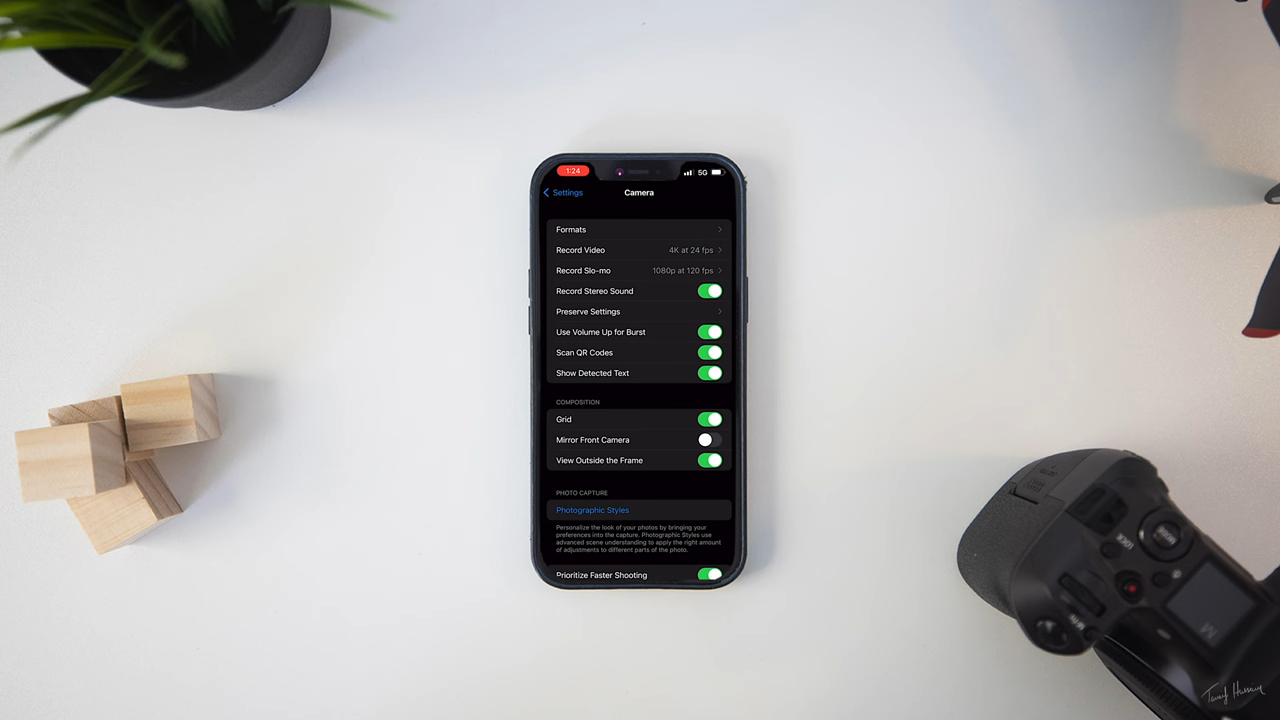 1:24
5G
Settings
Camera
Formats
Record Video 4K at 24 fps
Record Slo-mo 1080p at 120 fps
Record Stereo Sound
Preserve Settings
Use Volume Up for Burst
Scan QR Codes
Show Detected Text
COMPOSITION
Grid
Mirror Front Camera
View Outside the Frame
PHOTO CAPTURE
Photographic Styles
Personalize the look of your photos by bringing your
preferences into the capture. Photographic Styles use
advanced scene understanding to apply the right amount
of adjustments to different parts of the photo.
Prioritize Faster Shooting
MODE
LOCK
M-Fn
M